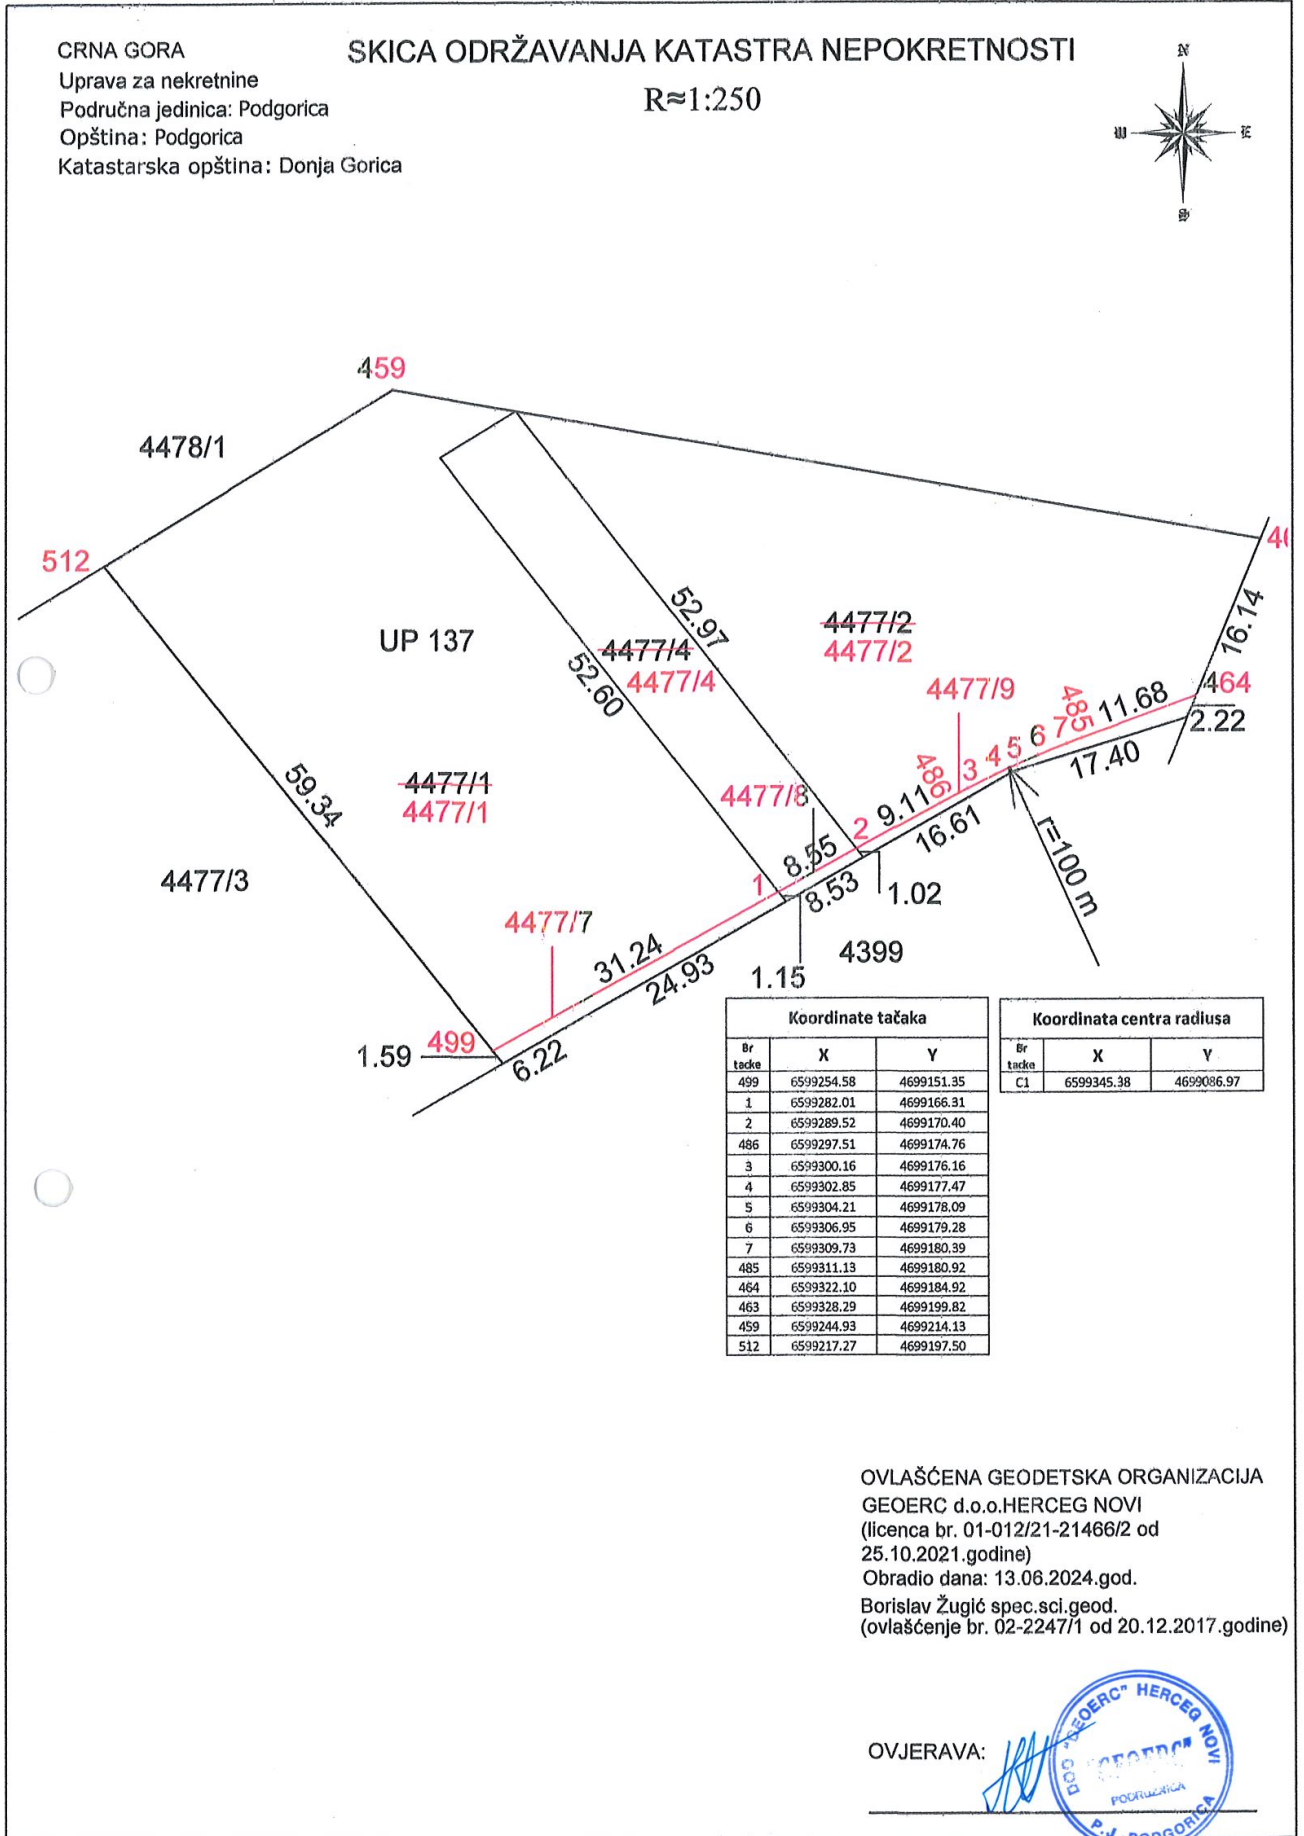 CRNA GORA
Uprava za nekretnine
Područna jedinica: Podgorica
Opština: Podgorica
Katastarska opština: Donja Gorica
SKICA ODRŽAVANJA KATASTRA NEPOKRETNOSTI
R≈1:250
N
W
E
S
459
4478/1
512
UP 137
52.97
52.60
4477/4
4477/4
4477/2
4477/2
16.14
4477/9
464
2.22
485
11.68
17.40
3 4 5 6 7
486
9.11
16.61
r=100 m
59.34
4477/1
4477/1
4477/3
4477/8
2
8.55
8.53
1
1.02
4399
1.15
4477/7
31.24
24.93
499
1.59
6.22
Koordinate tačaka
Br tacke X Y
499 6599254.58 4699151.35
1 6599282.01 4699166.31
2 6599289.52 4699170.40
486 6599297.51 4699174.76
3 6599300.16 4699176.16
4 6599302.85 4699177.47
5 6599304.21 4699178.09
6 6599306.95 4699179.28
7 6599309.73 4699180.39
485 6599311.13 4699180.92
464 6599322.10 4699184.92
463 6599328.29 4699199.82
459 6599244.93 4699214.13
512 6599217.27 4699197.50
Koordinata centra radiusa
Br tacke X Y
C1 6599345.38 4699086.97
OVLAŠĆENA GEODETSKA ORGANIZACIJA
GEOERC d.o.o.HERCEG NOVI
(licenca br. 01-012/21-21466/2 od
25.10.2021.godine)
Obradio dana: 13.06.2024.god.
Borislav Žugić spec.sci.geod.
(ovlašćenje br. 02-2247/1 od 20.12.2017.godine)
OVJERAVA:
DOO "GEOERC" HERCEG NOVI
"GEOERC"
PODRUŽNICA
P.J. PODGORICA